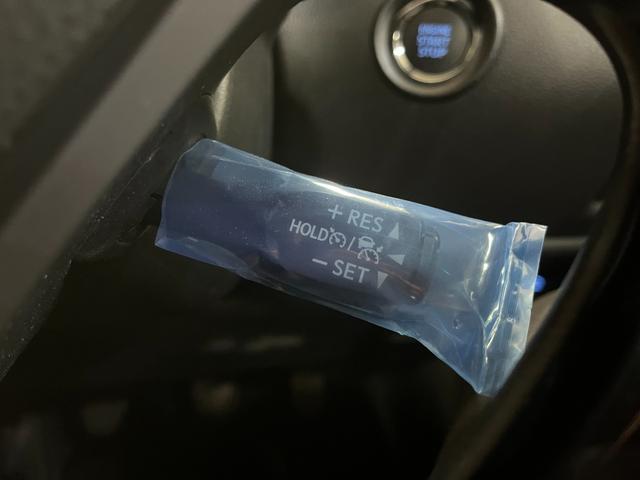 ENGINE
START
STOP
+ RES
HOLD /
− SET